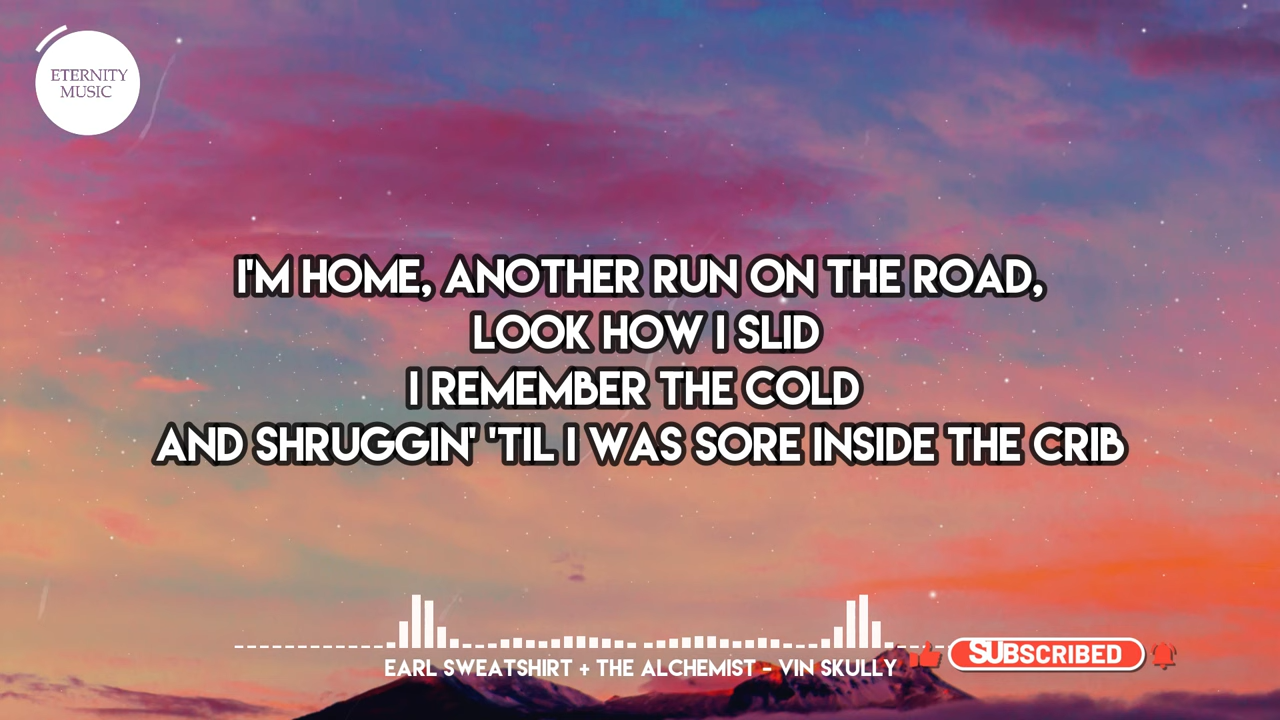 ETERNITY
MUSIC
I'M HOME, ANOTHER RUN ON THE ROAD,
LOOK HOW I SLID
I REMEMBER THE COLD
AND SHRUGGIN' 'TIL I WAS SORE INSIDE THE CRIB
EARL SWEATSHIRT + THE ALCHEMIST - VIN SKULLY
SUBSCRIBED